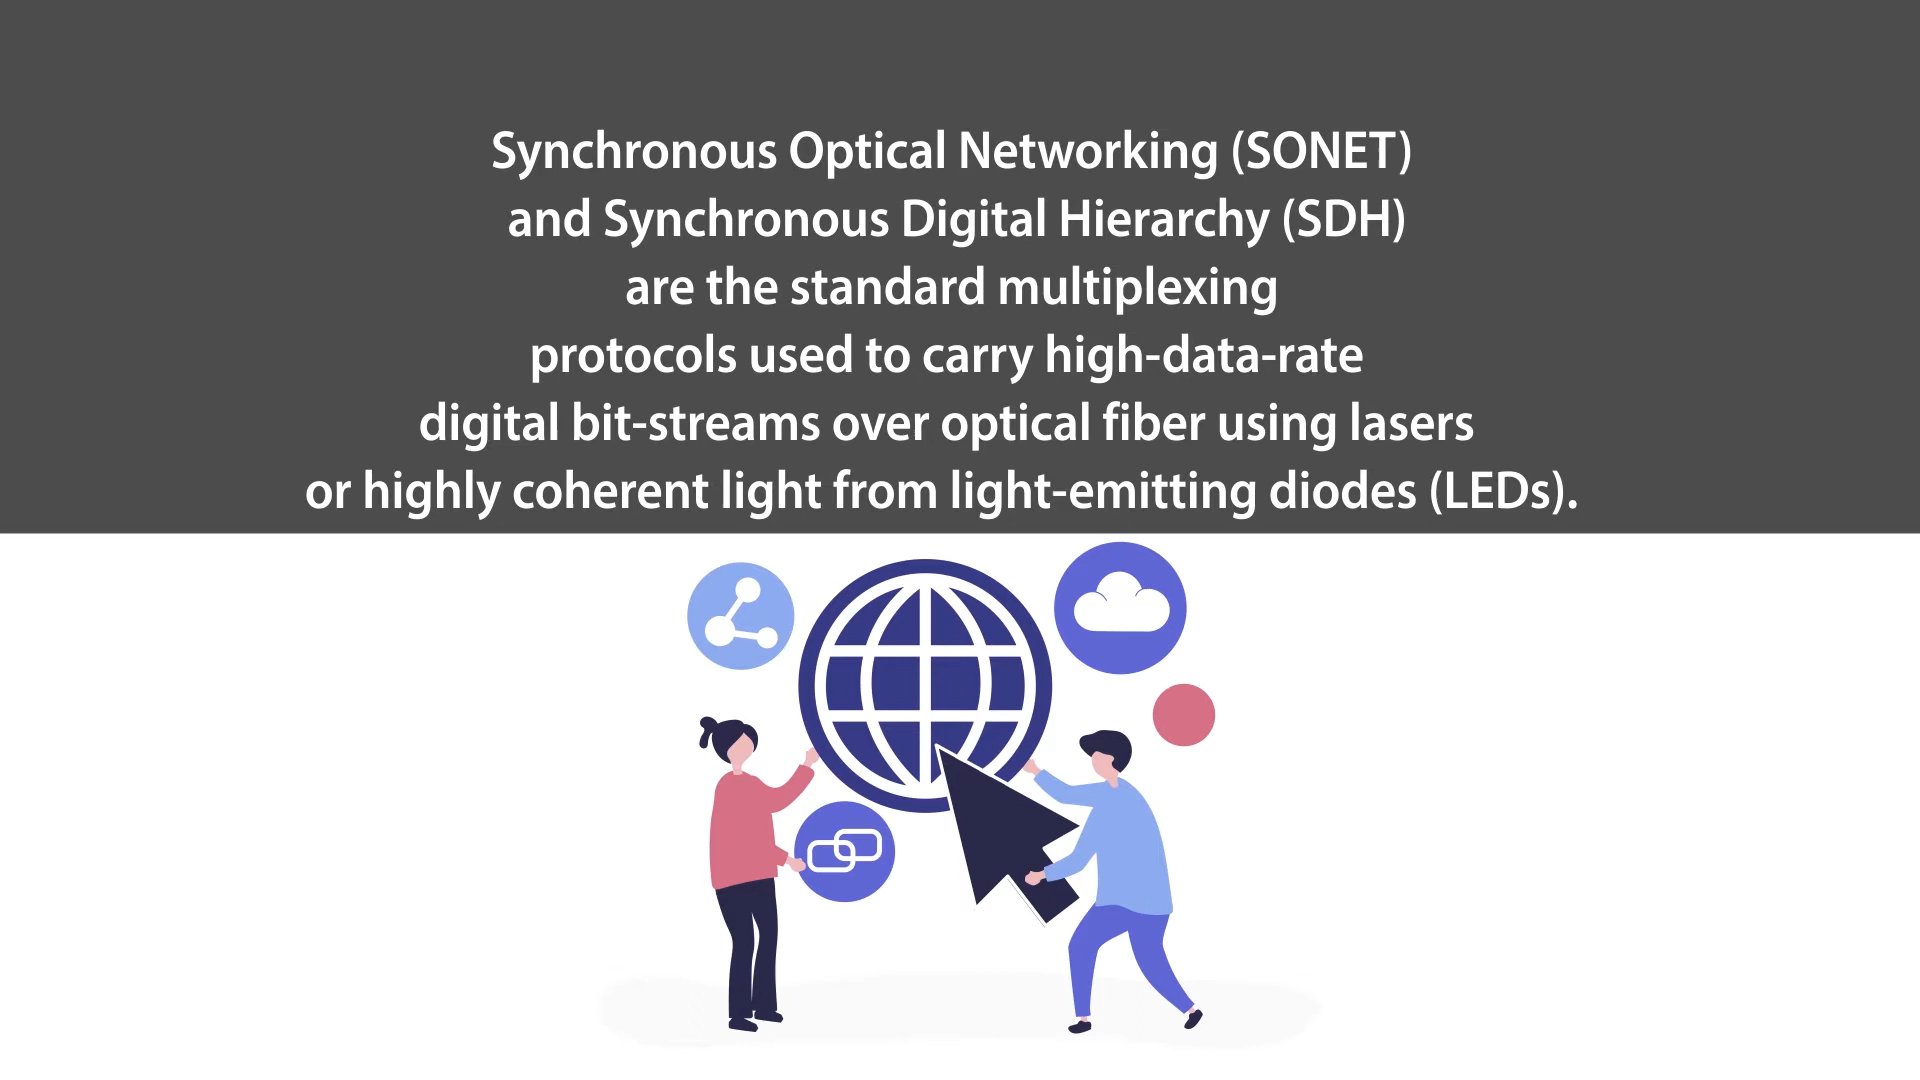 Synchronous Optical Networking (SONET)
and Synchronous Digital Hierarchy (SDH)
are the standard multiplexing
protocols used to carry high-data-rate
digital bit-streams over optical fiber using lasers
or highly coherent light from light-emitting diodes (LEDs).